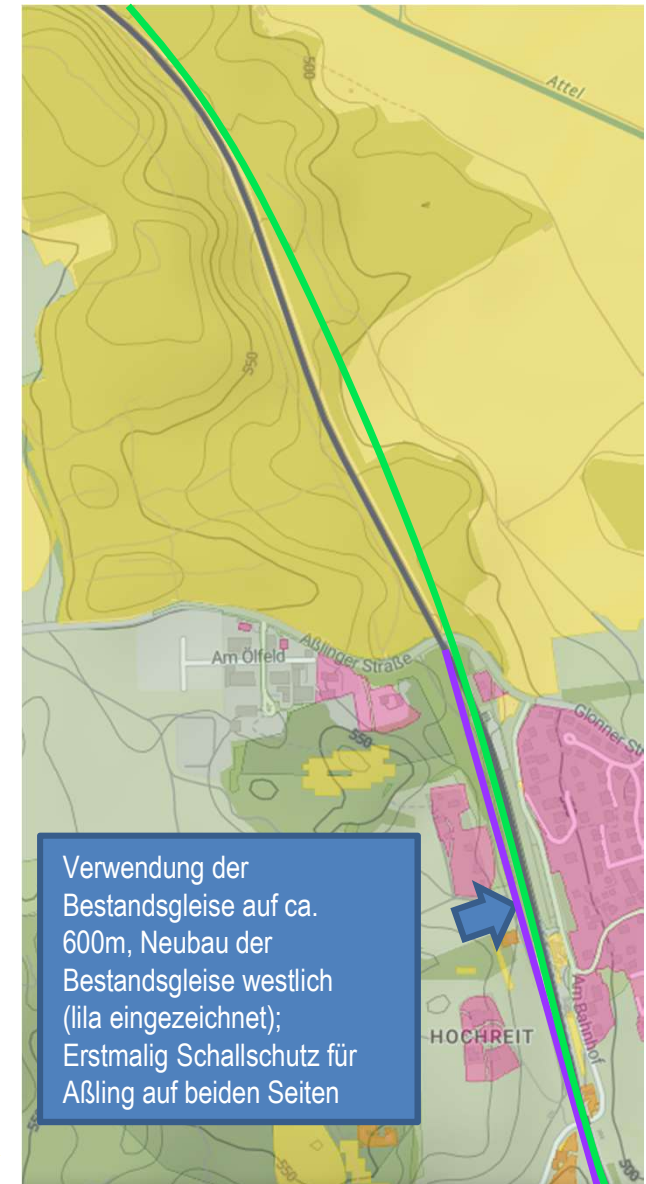 500
Attel
550
Aßlinger Straße
Am Ölfeld
550
Glonner Str
Verwendung der
Bestandsgleise auf ca.
600m, Neubau der
Bestandsgleise westlich
(lila eingezeichnet);
Erstmalig Schallschutz für
Aßling auf beiden Seiten
Am Bahnhof
HOCHREIT
550
500